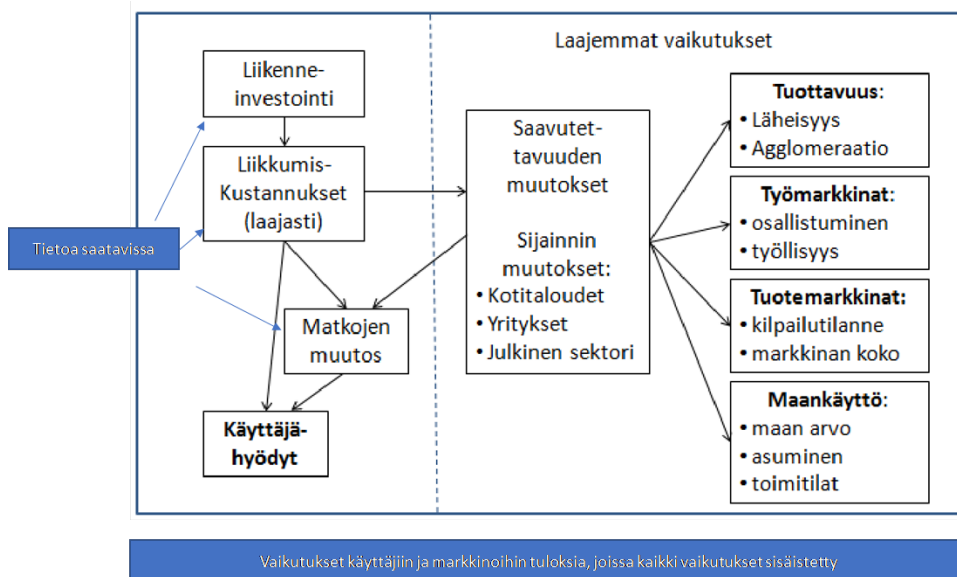 Laajemmat vaikutukset
Liikenne-
investointi
Liikkumis-
Kustannukset
(laajasti)
Tietoa saatavissa
Matkojen
muutos
Käyttäjä-
hyödyt
Saavutet-
tavuuden
muutokset
Sijainnin
muutokset:
• Kotitaloudet
• Yritykset
• Julkinen sektori
Tuottavuus:
• Läheisyys
• Agglomeraatio
Työmarkkinat:
• osallistuminen
• työllisyys
Tuotemarkkinat:
• kilpailutilanne
• markkinan koko
Maankäyttö:
• maan arvo
• asuminen
• toimitilat
Vaikutukset käyttäjiin ja markkinoihin tuloksia, joissa kaikki vaikutukset sisäistetty